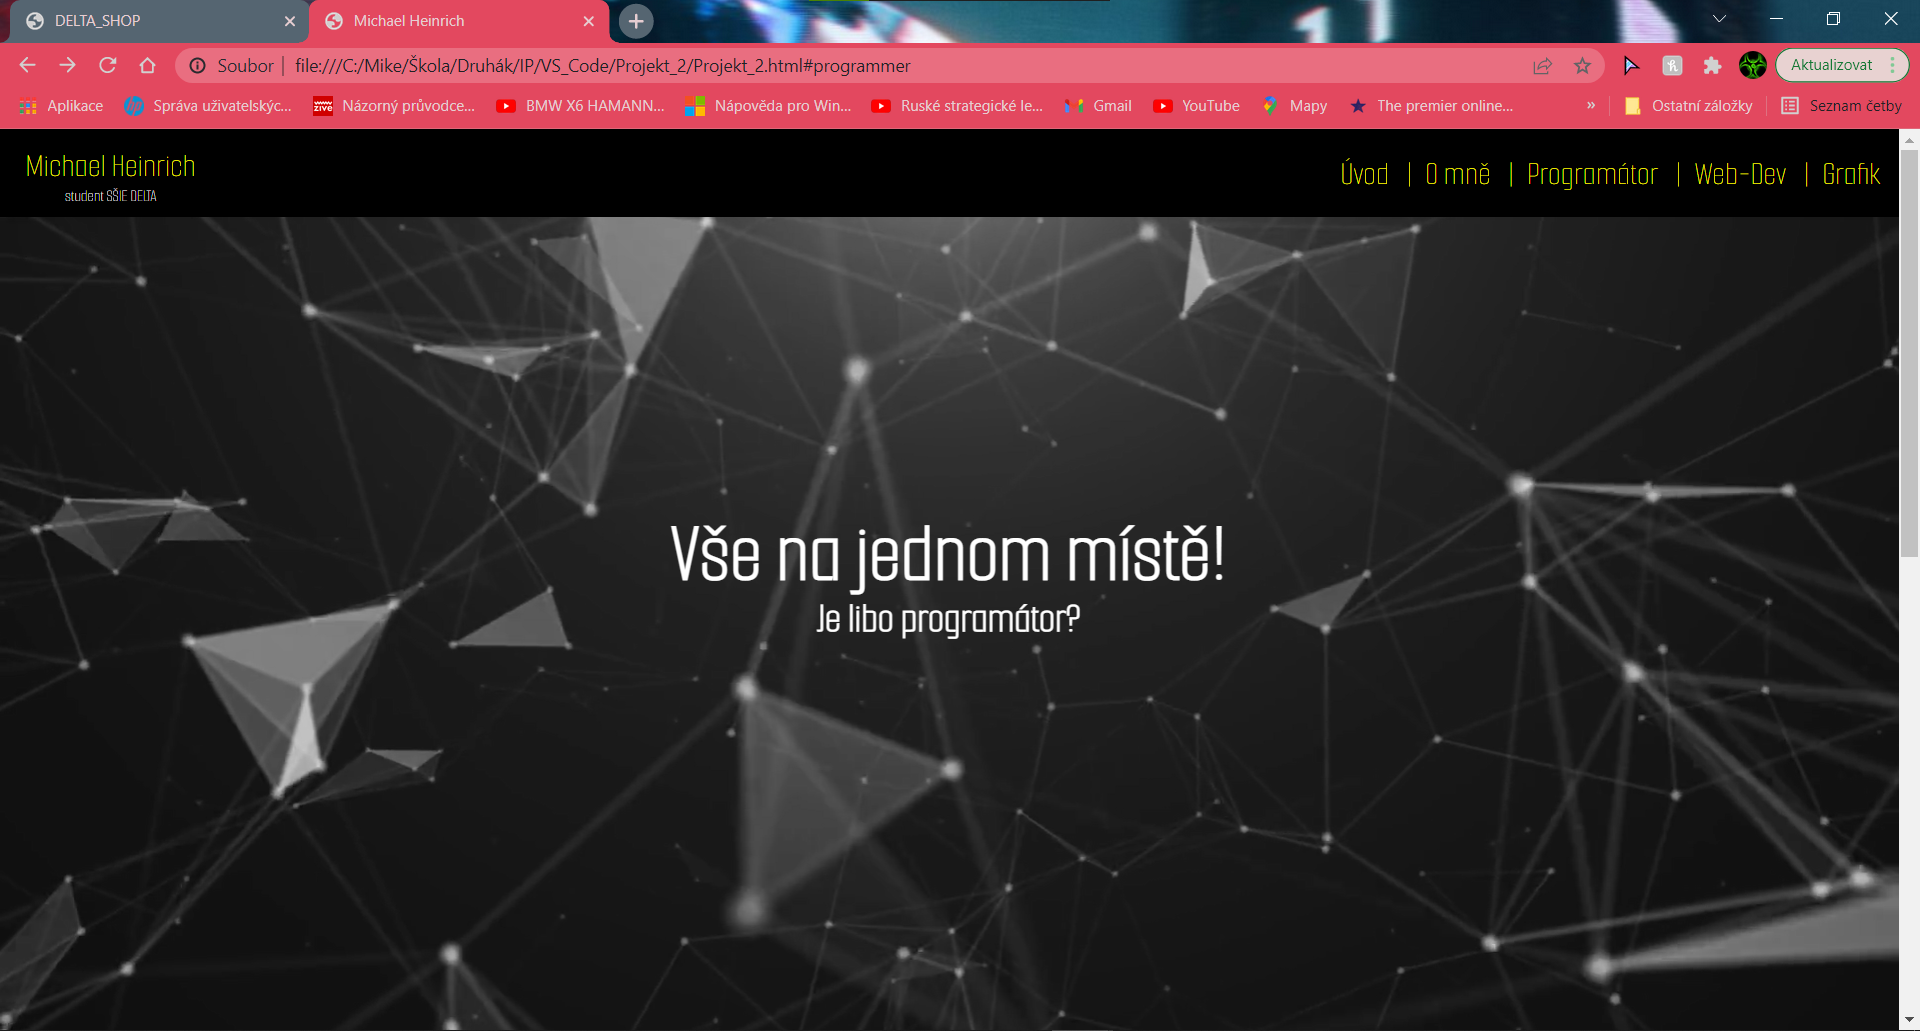 DELTA_SHOP
Michael Heinrich
Soubor | file:///C:/Mike/Škola/Druhák/IP/VS_Code/Projekt_2/Projekt_2.html#programmer
Aktualizovat
Aplikace
Správa uživatelskýc...
Názorný průvodce...
BMW X6 HAMANN...
Nápověda pro Win...
Ruské strategické le...
Gmail
YouTube
Mapy
The premier online...
»
Ostatní záložky
Seznam četby
Michael Heinrich
student SŠIE DELTA
Úvod | O mně | Programátor | Web-Dev | Grafik
Vše na jednom místě!
Je libo programátor?